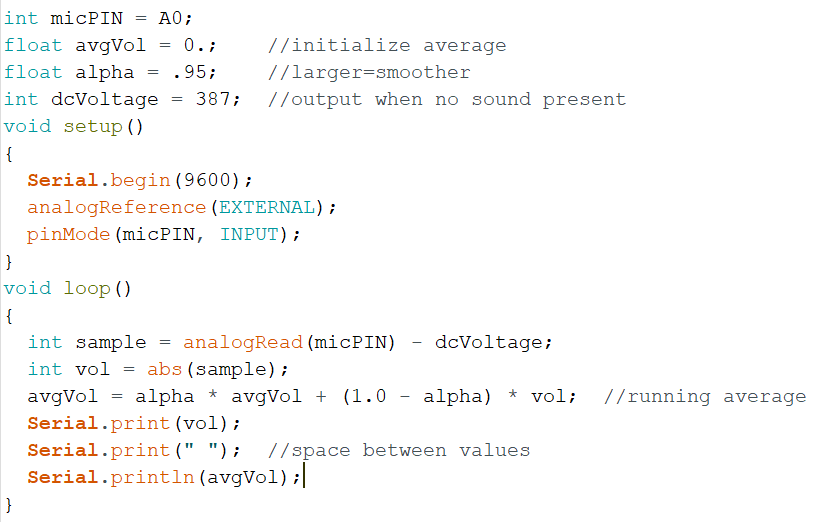 int micPIN = A0;
float avgVol = 0.;    //initialize average
float alpha = .95;    //larger=smoother
int dcVoltage = 387;  //output when no sound present
void setup()
{
  Serial.begin(9600);
  analogReference(EXTERNAL);
  pinMode(micPIN, INPUT);
}
void loop()
{
  int sample = analogRead(micPIN) - dcVoltage;
  int vol = abs(sample);
  avgVol = alpha * avgVol + (1.0 - alpha) * vol;  //running average
  Serial.print(vol);
  Serial.print(" ");  //space between values
  Serial.println(avgVol);
}